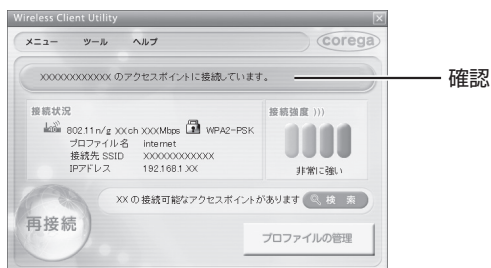 Wireless Client Utility
メニュー ツール ヘルプ
corega
XXXXXXXXXXXX のアクセスポイントに接続しています。
確認
接続状況
802.11n/g XXch XXXMbps WPA2-PSK
プロファイル名 internet
接続先 SSID XXXXXXXXXXXX
IPアドレス 192.168.1.XX
接続強度 )))
非常に強い
XX の接続可能なアクセスポイントがあります 検 索
再接続
プロファイルの管理